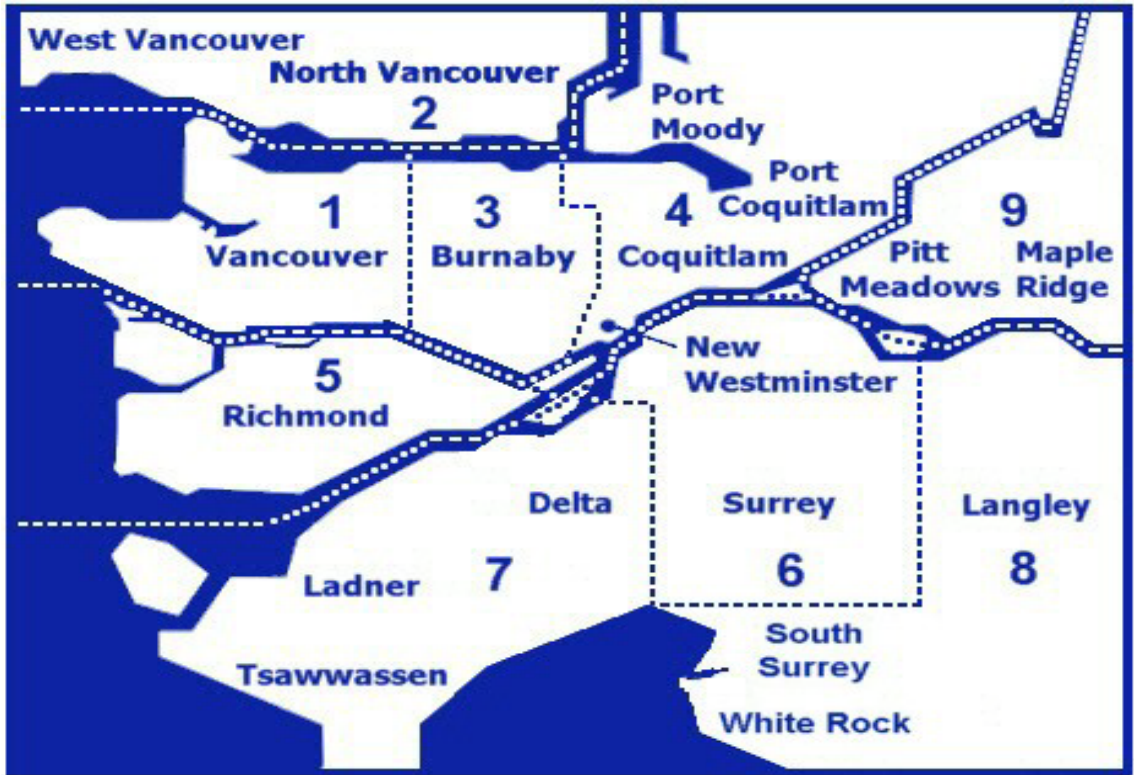 West Vancouver
North Vancouver
2
Port
Moody
Port
Coquitlam
1
Vancouver
3
Burnaby
4
Coquitlam
9
Pitt
Meadows
Maple
Ridge
New
Westminster
5
Richmond
Delta
Surrey
Langley
Ladner
7
6
8
South
Surrey
Tsawwassen
White Rock